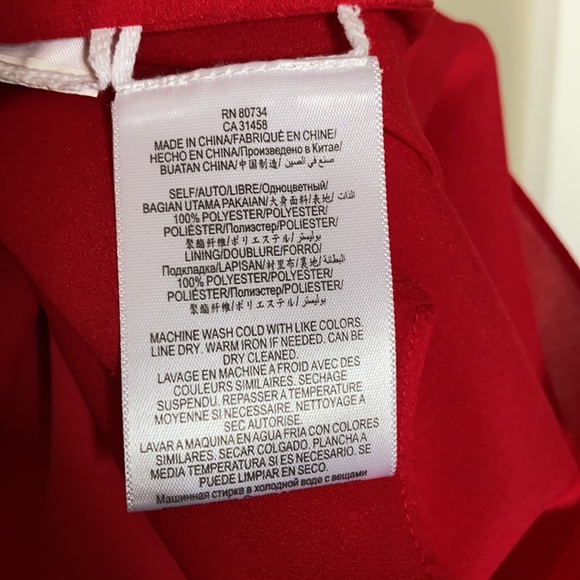 RN 80734
CA 31458
MADE IN CHINA/FABRIQUÉ EN CHINE/
HECHO EN CHINA/Произведено в Китае/
BUATAN CHINA/中国制造/صنع في الصين/
SELF/AUTO/LIBRE/Одноцветный/
BAGIAN UTAMA PAKAIAN/大身面料/表地/الذات/
100% POLYESTER/POLYESTER/
POLIÉSTER/Полиэстер/POLIESTER/
聚酯纤维/ポリエステル/بوليستر/
LINING/DOUBLURE/FORRO/
Подкладка/LAPISAN/衬里布/裏地/البطانة/
100% POLYESTER/POLYESTER/
POLIÉSTER/Полиэстер/POLIESTER/
聚酯纤维/ポリエステル/بوليستر/
MACHINE WASH COLD WITH LIKE COLORS.
LINE DRY. WARM IRON IF NEEDED. CAN BE
DRY CLEANED.
LAVAGE EN MACHINE A FROID AVEC DES
COULEURS SIMILAIRES. SECHAGE
SUSPENDU. REPASSER A TEMPERATURE
MOYENNE SI NECESSAIRE. NETTOYAGE A
SEC AUTORISE.
LAVAR A MAQUINA EN AGUA FRIA CON COLORES
SIMILARES. SECAR COLGADO. PLANCHA A
MEDIA TEMPERATURA SI ES NECESARIO. SE
PUEDE LIMPIAR EN SECO.
Машинная стирка в холодной воде с вещами